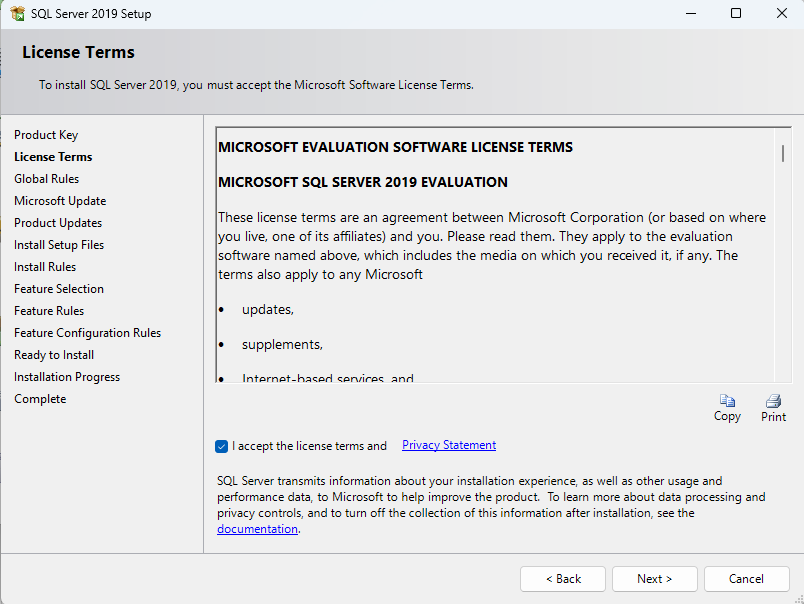 SQL Server 2019 Setup
License Terms
To install SQL Server 2019, you must accept the Microsoft Software License Terms.
Product Key
License Terms
Global Rules
Microsoft Update
Product Updates
Install Setup Files
Install Rules
Feature Selection
Feature Rules
Feature Configuration Rules
Ready to Install
Installation Progress
Complete
MICROSOFT EVALUATION SOFTWARE LICENSE TERMS
MICROSOFT SQL SERVER 2019 EVALUATION
These license terms are an agreement between Microsoft Corporation (or based on where
you live, one of its affiliates) and you. Please read them. They apply to the evaluation
software named above, which includes the media on which you received it, if any. The
terms also apply to any Microsoft
• updates,
• supplements,
• Internet-based services, and
Copy
Print
I accept the license terms and Privacy Statement
SQL Server transmits information about your installation experience, as well as other usage and
performance data, to Microsoft to help improve the product. To learn more about data processing and
privacy controls, and to turn off the collection of this information after installation, see the
documentation.
< Back
Next >
Cancel